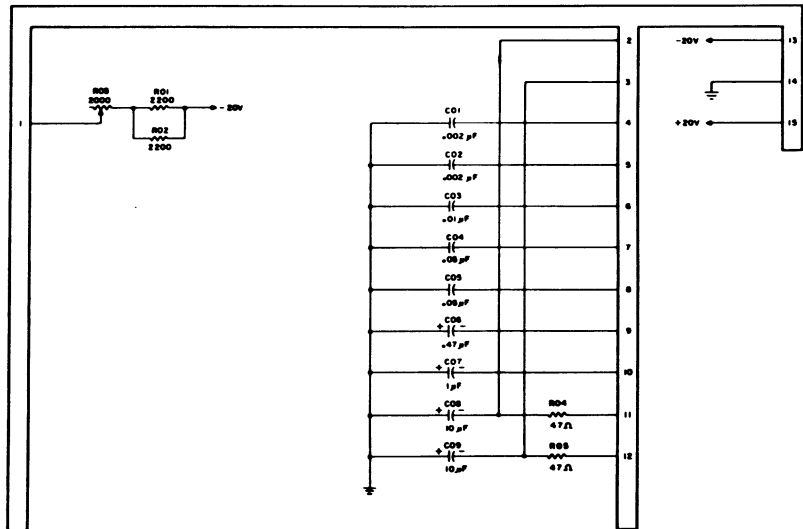 2
-20V
13
3
14
R03
2000
R01
2200
-20V
R02
2200
1
C01
.002 µF
4
+20V
15
C02
.002 µF
5
C03
.01 µF
6
C04
.05 µF
7
C05
.05 µF
8
+ C06 -
.47 µF
9
+ C07 -
1 µF
10
+ C08 -
10 µF
R04
47Ω
11
+ C09 -
10 µF
R05
47Ω
12